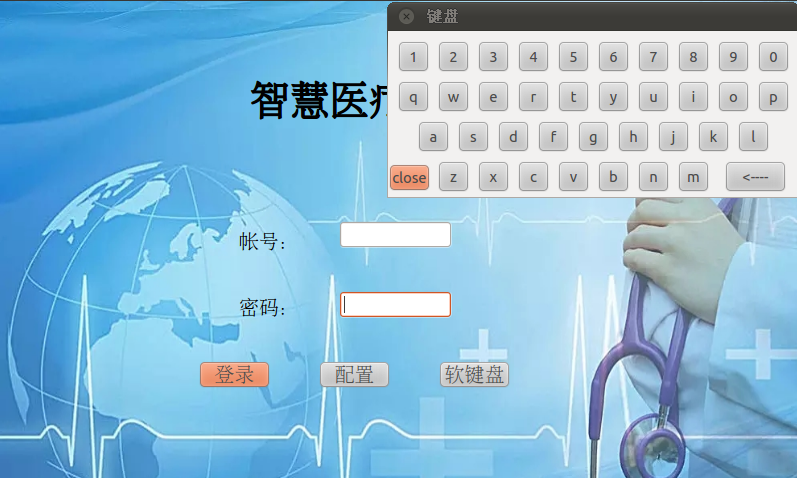 键盘
1 2 3 4 5 6 7 8 9 0
q w e r t y u i o p
a s d f g h j k l
close z x c v b n m <----
智慧医疗
帐号：
密码：
登录 配置 软键盘